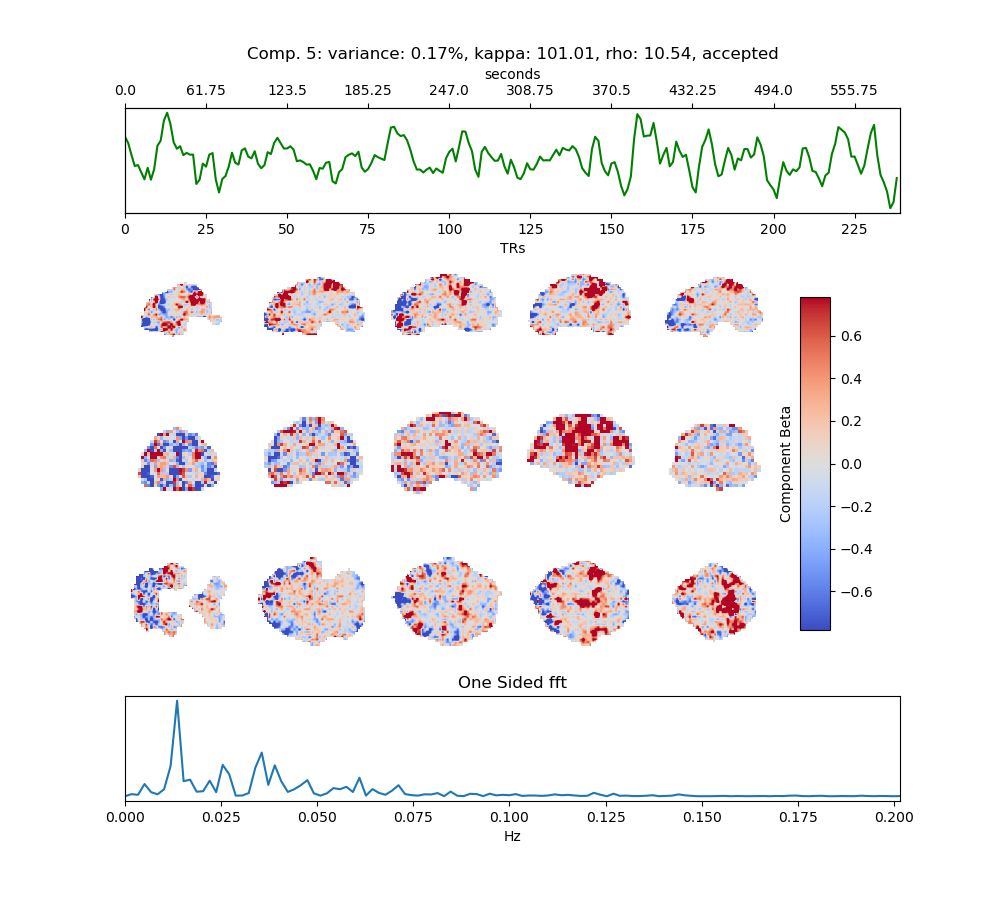 Comp. 5: variance: 0.17%, kappa: 101.01, rho: 10.54, accepted
seconds
0.0 61.75 123.5 185.25 247.0 308.75 370.5 432.25 494.0 555.75
0 25 50 75 100 125 150 175 200 225
TRs
0.6
0.4
0.2
0.0
−0.2
−0.4
−0.6
Component Beta
One Sided fft
0.000 0.025 0.050 0.075 0.100 0.125 0.150 0.175 0.200
Hz